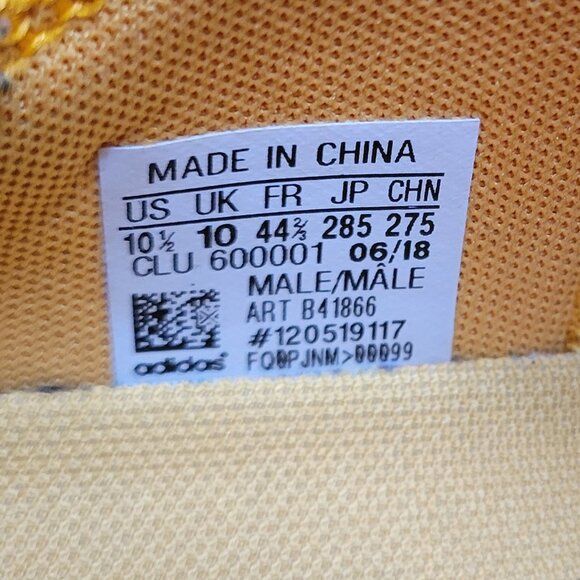 MADE IN CHINA
US UK FR JP CHN
10½ 10 44⅔ 285 275
CLU 600001 06/18
MALE/MÂLE
ART B41866
#120519117
adidas FQ0PJNM>00099